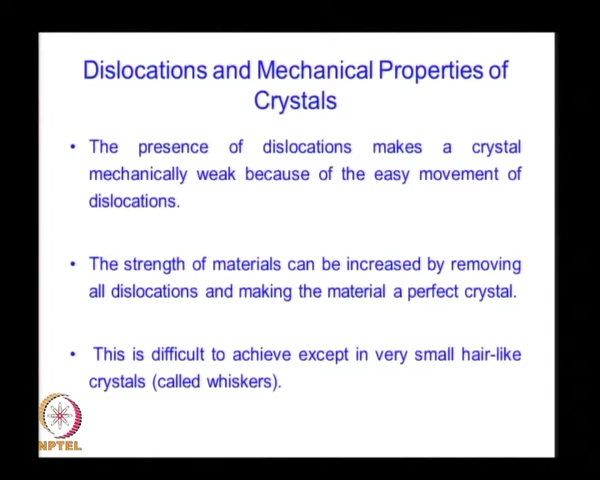 Dislocations and Mechanical Properties of
Crystals
• The presence of dislocations makes a crystal
mechanically weak because of the easy movement of
dislocations.
• The strength of materials can be increased by removing
all dislocations and making the material a perfect crystal.
• This is difficult to achieve except in very small hair-like
crystals (called whiskers).
NPTEL